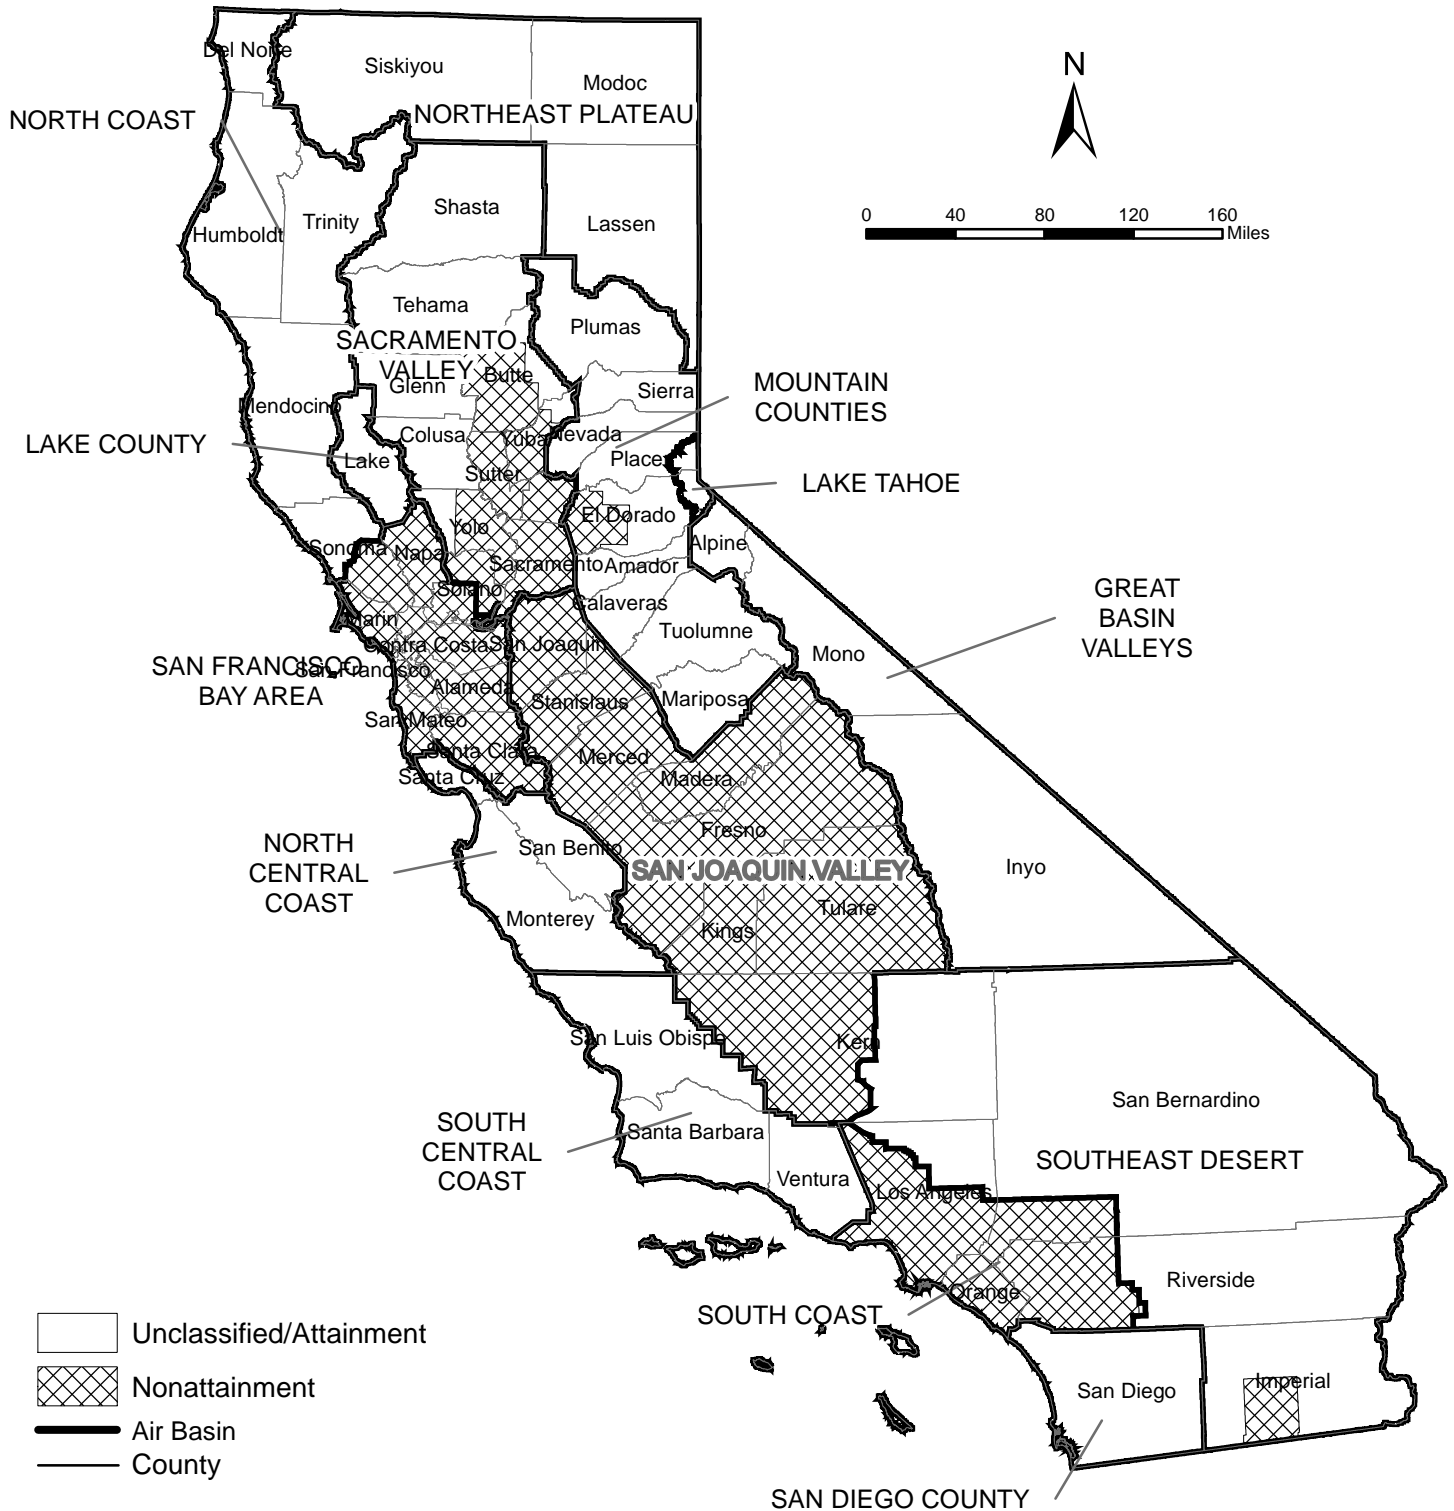 Del Norte
Siskiyou
Modoc
N
NORTH COAST
NORTHEAST PLATEAU
Shasta
Trinity
Humboldt
Lassen
0 40 80 120 160
Miles
Tehama
Plumas
SACRAMENTO
VALLEY
Glenn
Butte
Sierra
MOUNTAIN
COUNTIES
Mendocino
Colusa
Yuba
Nevada
LAKE COUNTY
Lake
Placer
Sutter
LAKE TAHOE
Yolo
El Dorado
Sonoma
Napa
Alpine
Sacramento
Amador
Solano
Calaveras
GREAT
BASIN
VALLEYS
Marin
Tuolumne
Contra Costa
San Joaquin
Mono
SAN FRANCISCO
BAY AREA
San Francisco
Alameda
Stanislaus
Mariposa
San Mateo
Santa Clara
Merced
Santa Cruz
Madera
Fresno
NORTH
CENTRAL
COAST
San Benito
SAN JOAQUIN VALLEY
Inyo
Monterey
Tulare
Kings
San Luis Obispo
Kern
San Bernardino
SOUTH
CENTRAL
COAST
Santa Barbara
SOUTHEAST DESERT
Ventura
Los Angeles
Riverside
Orange
SOUTH COAST
San Diego
Imperial
SAN DIEGO COUNTY
Unclassified/Attainment
Nonattainment
Air Basin
County